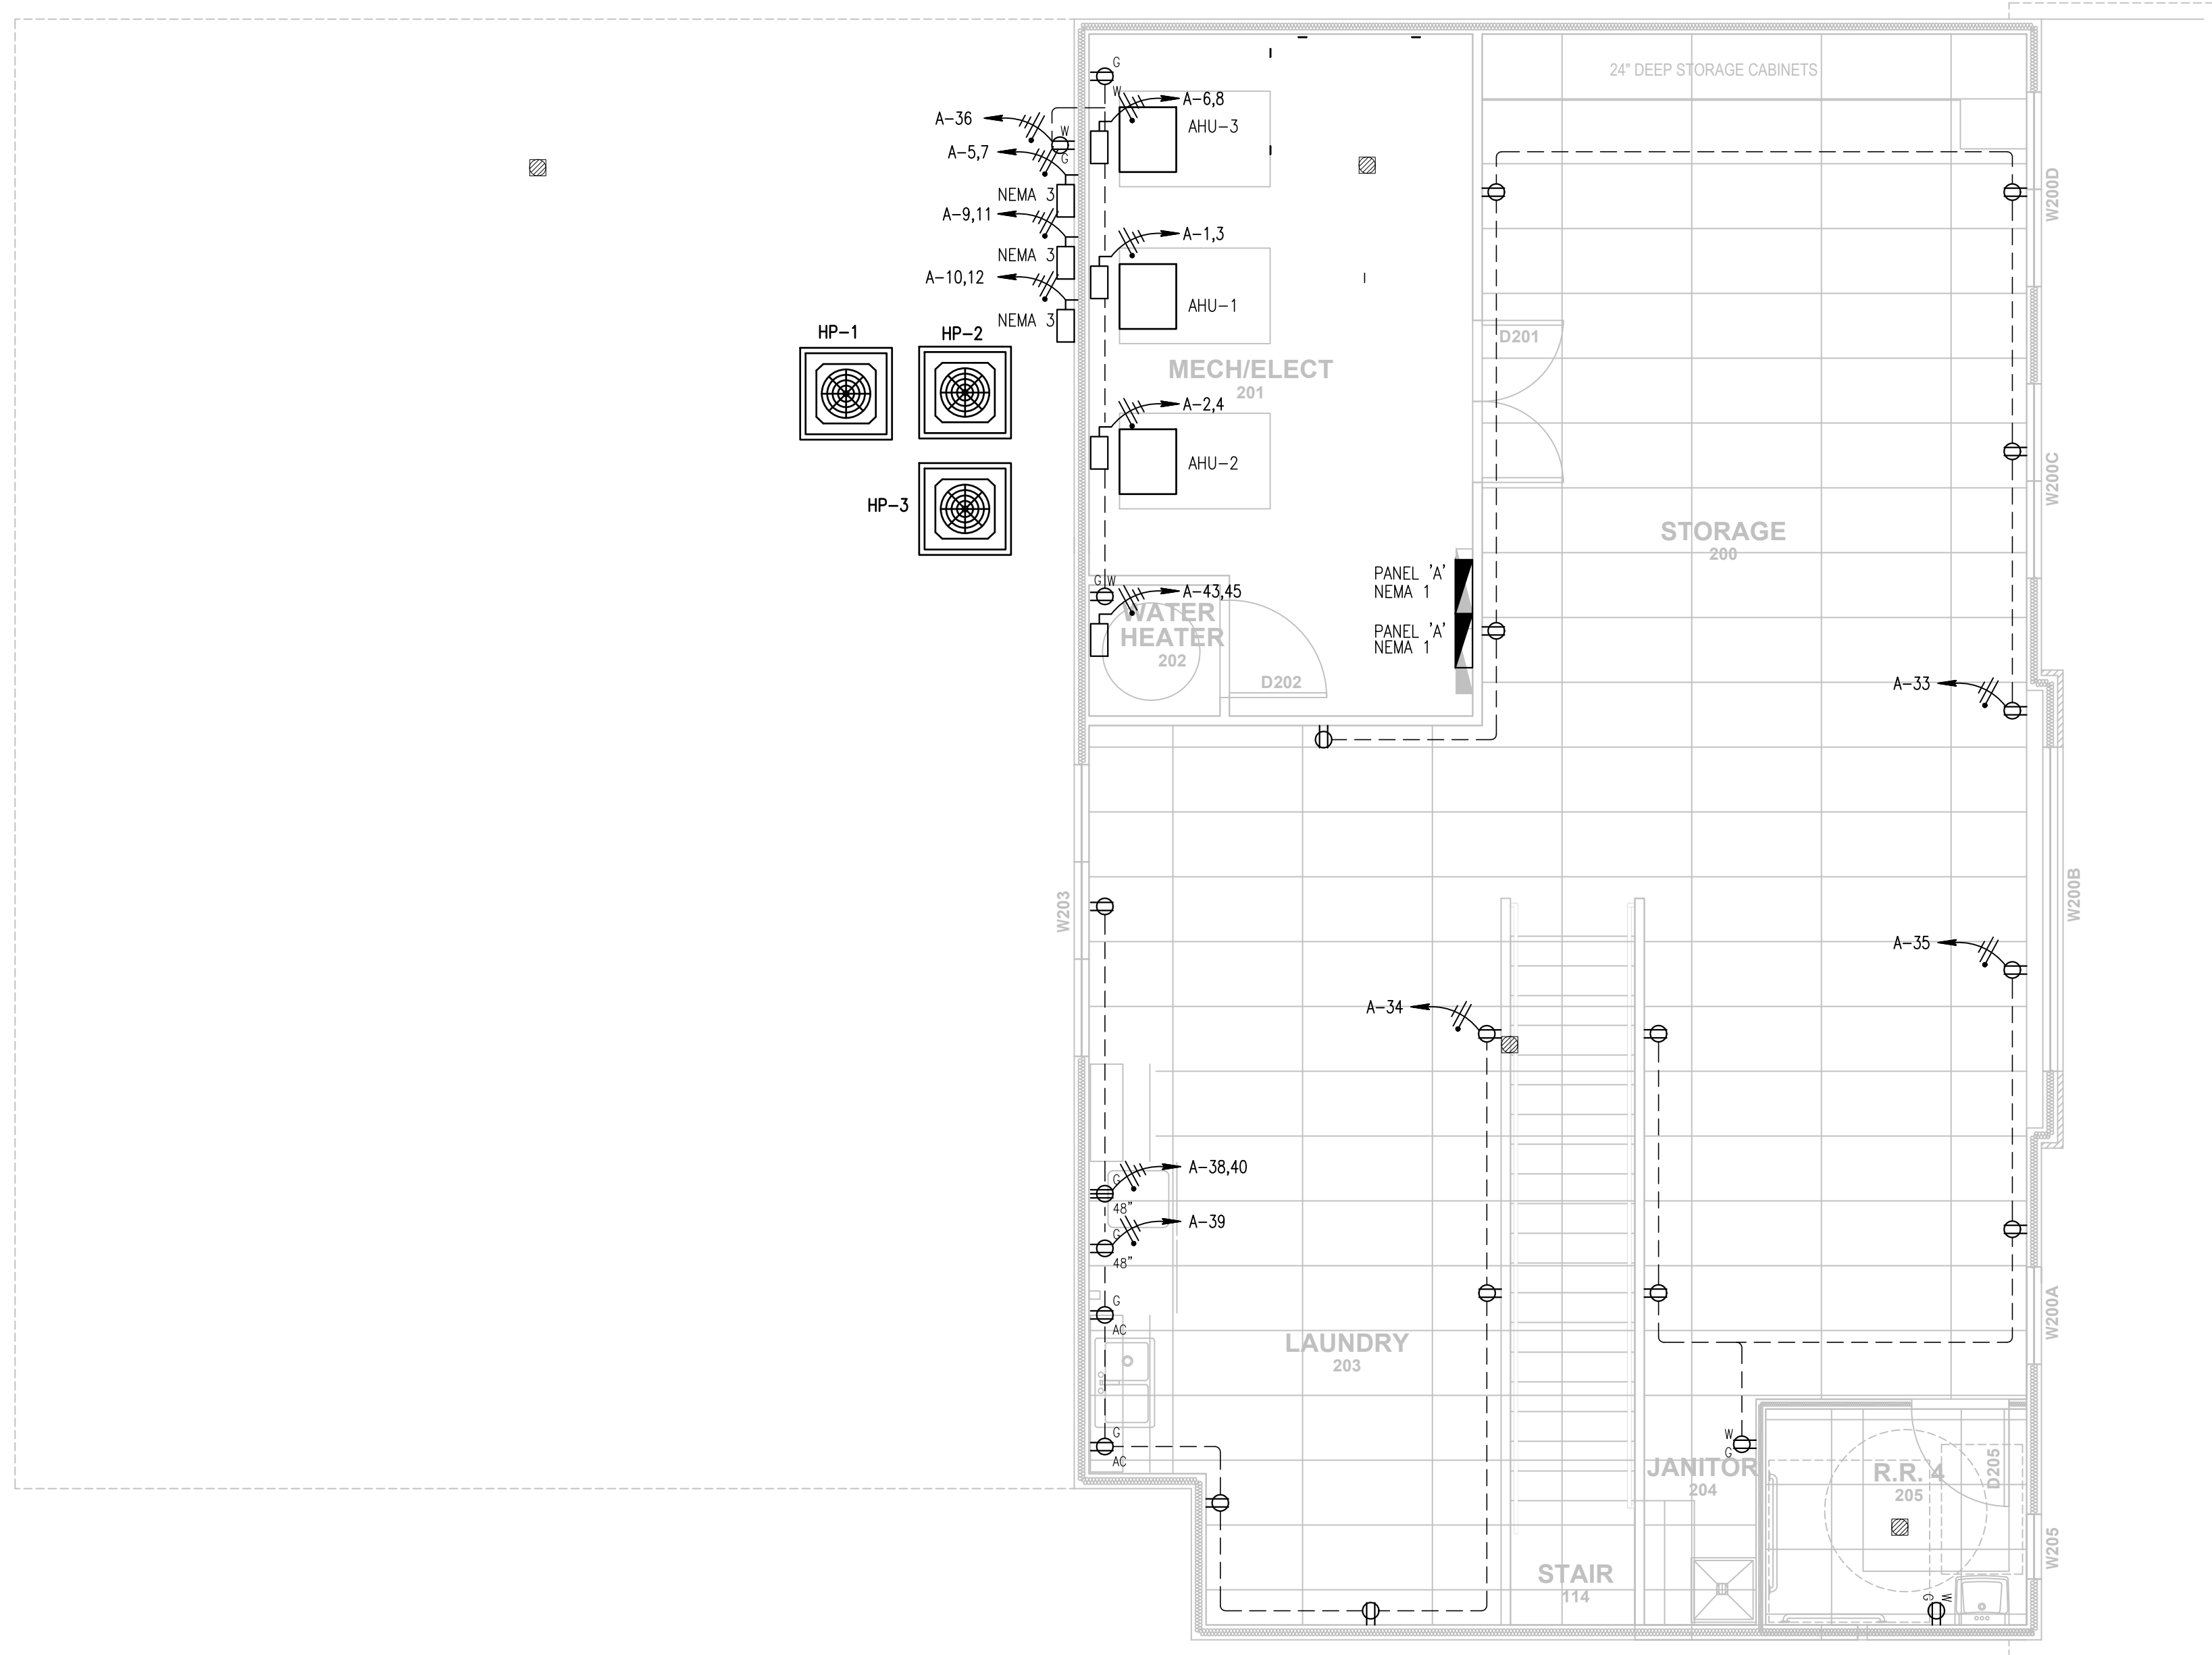 24" DEEP STORAGE CABINETS
G
W
A-6,8
AHU-3
A-36
W
G
A-5,7
NEMA 3
A-9,11
NEMA 3
A-10,12
NEMA 3
A-1,3
AHU-1
HP-1
HP-2
HP-3
MECH/ELECT
201
A-2,4
AHU-2
D201
W200D
W200C
STORAGE
200
G W
A-43,45
WATER
HEATER
202
D202
PANEL 'A'
NEMA 1
PANEL 'A'
NEMA 1
A-33
W203
W200B
A-35
A-34
A-38,40
G
48"
A-39
G
48"
G
AC
LAUNDRY
203
W200A
G
AC
W
G
JANITOR
204
R.R. 4
205
D205
W205
STAIR
114
G
W